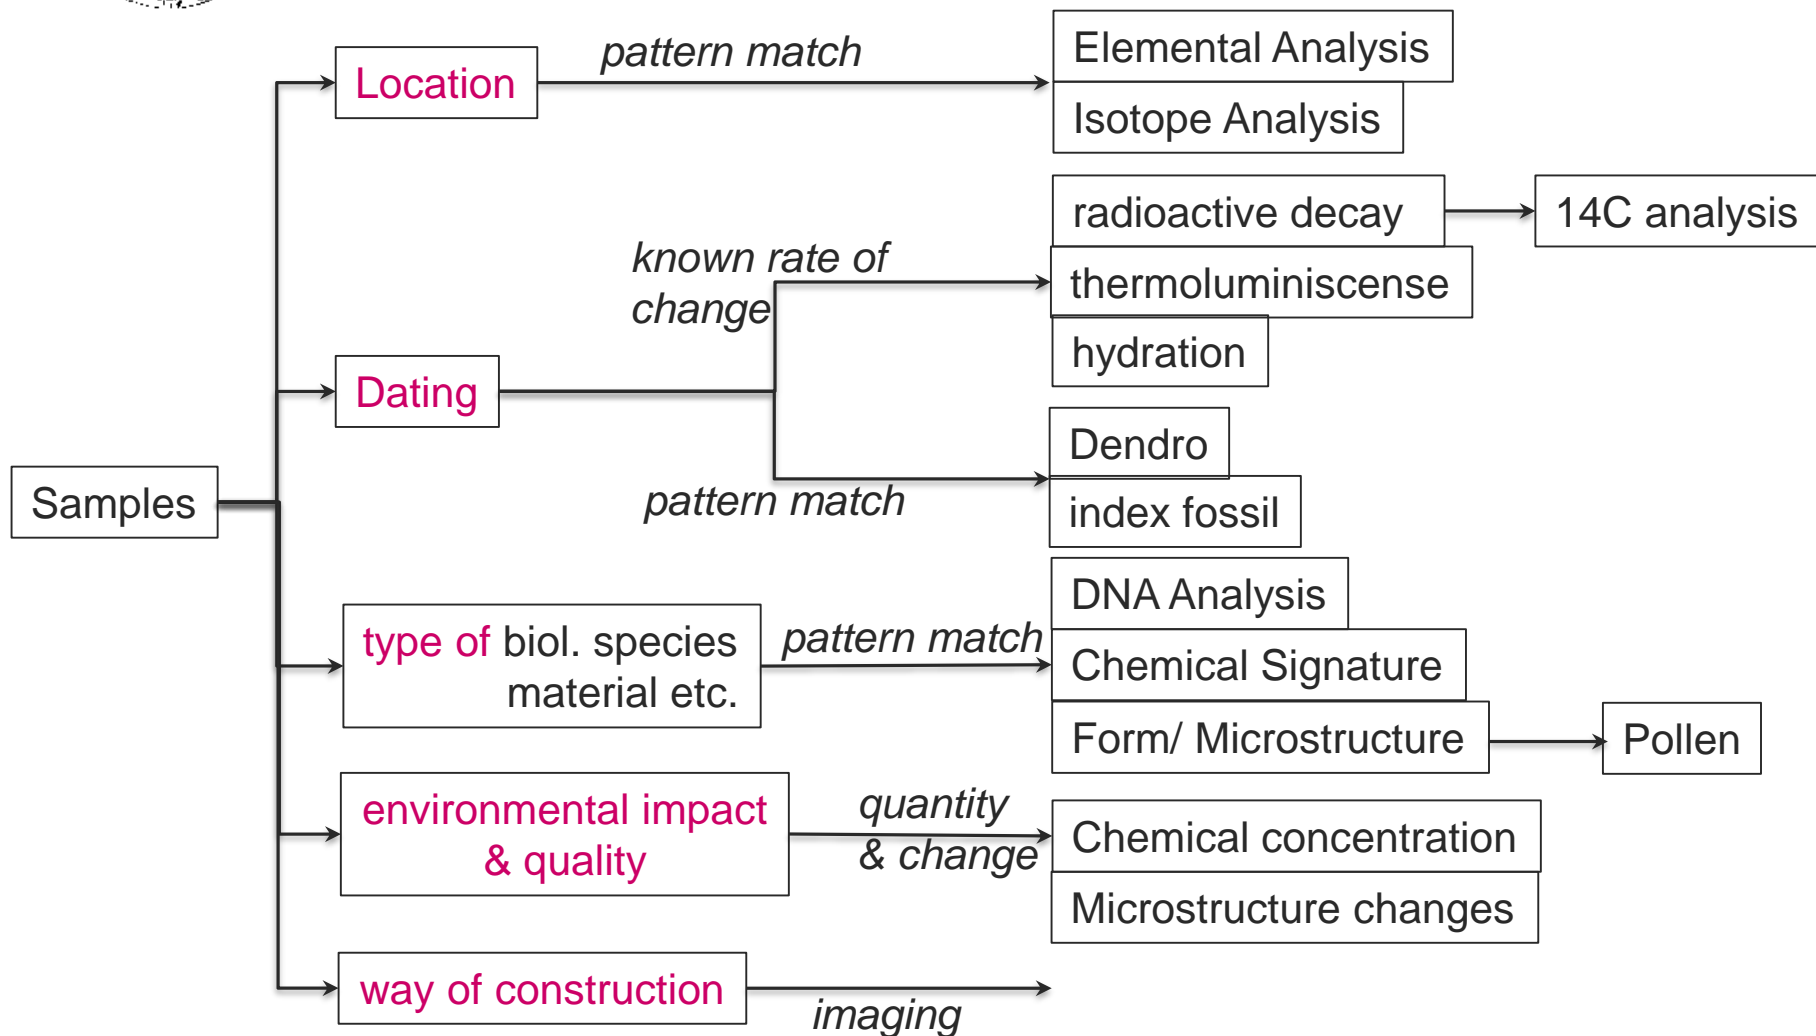 pattern match
Location
Elemental Analysis
Isotope Analysis
known rate of
change
radioactive decay
14C analysis
thermoluminiscense
hydration
Dating
pattern match
Dendro
index fossil
Samples
type of biol. species
material etc.
pattern match
DNA Analysis
Chemical Signature
Form/ Microstructure
Pollen
environmental impact
& quality
quantity
& change
Chemical concentration
Microstructure changes
way of construction
imaging